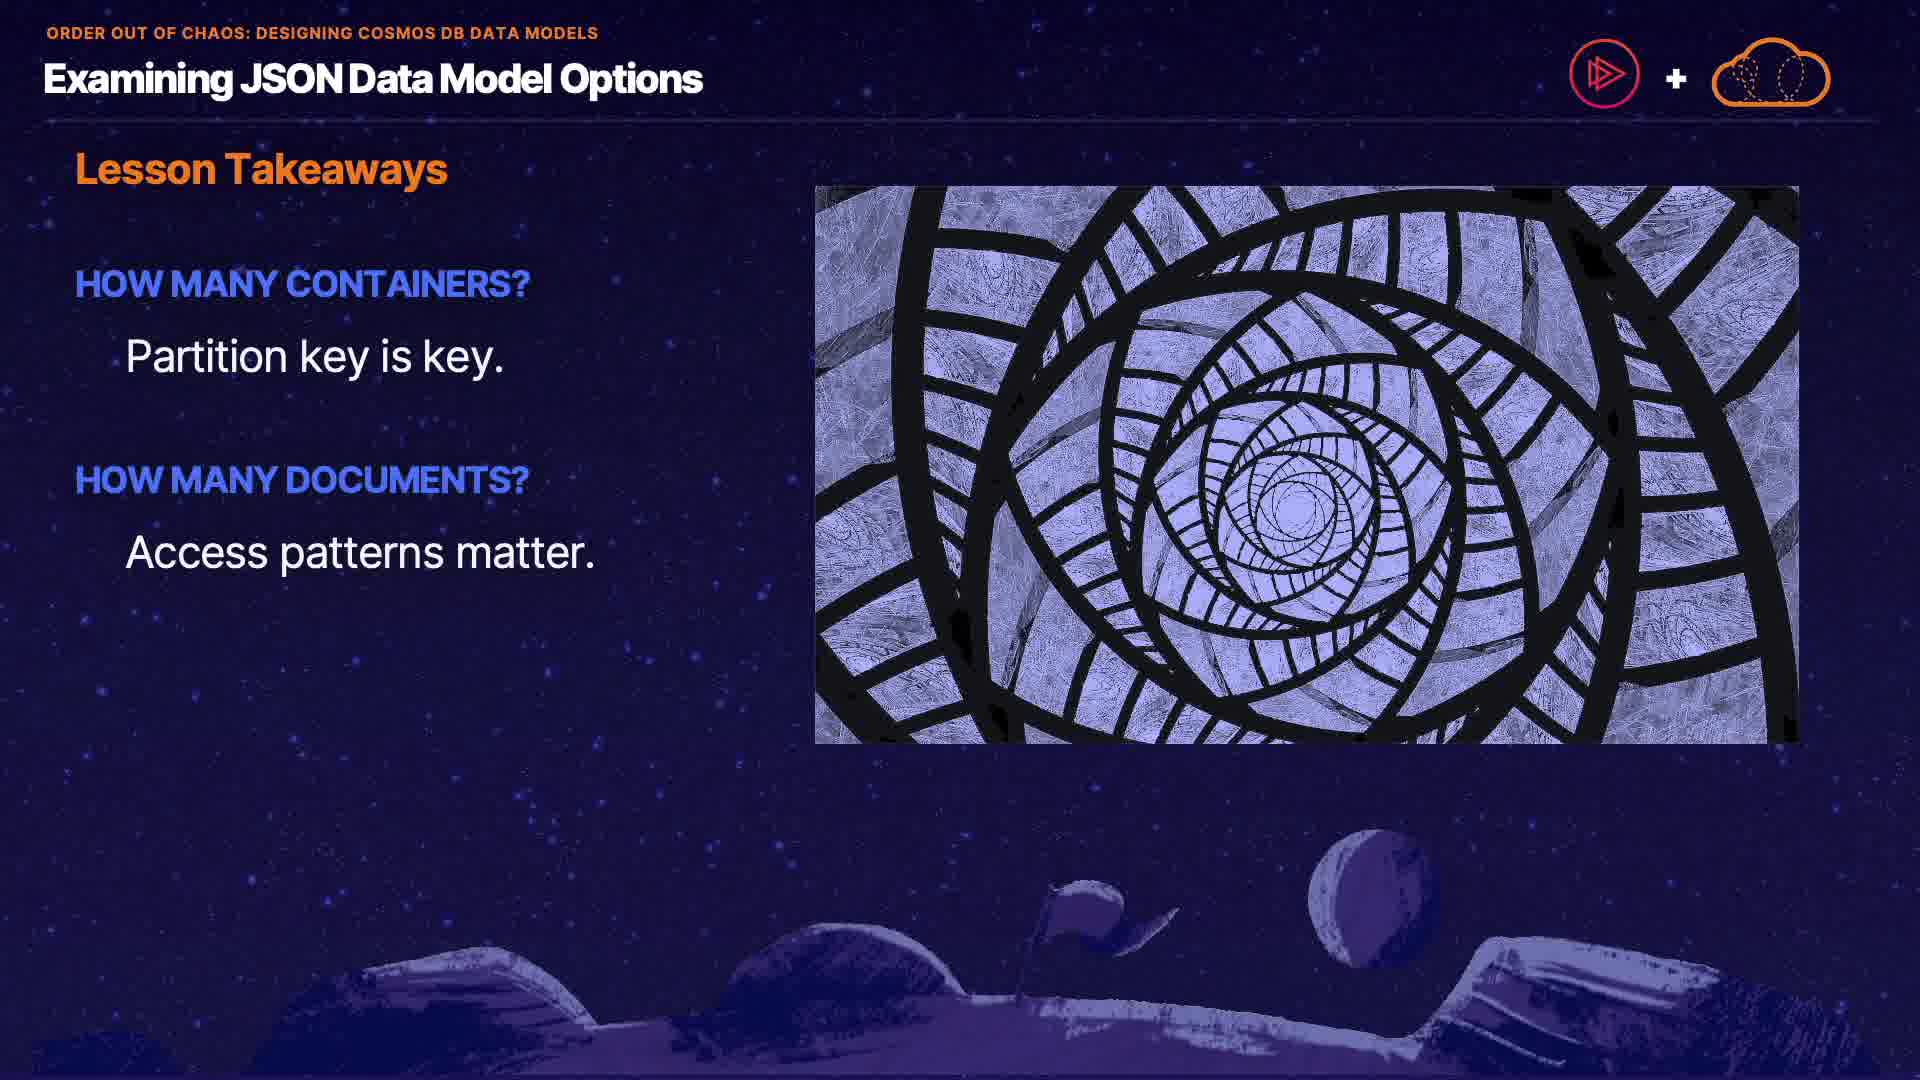 ORDER OUT OF CHAOS: DESIGNING COSMOS DB DATA MODELS
Examining JSON Data Model Options
Lesson Takeaways
HOW MANY CONTAINERS?
Partition key is key.
HOW MANY DOCUMENTS?
Access patterns matter.
+